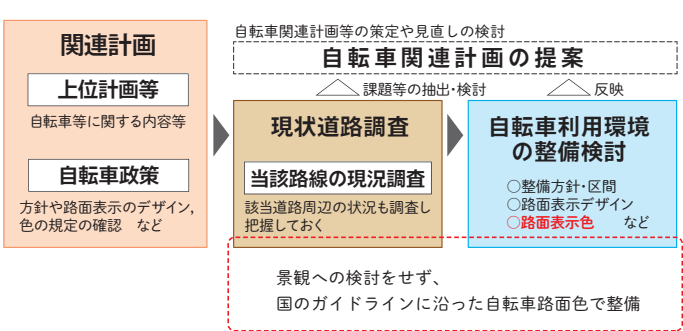 関連計画
上位計画等
自転車等に関する内容等
自転車政策
方針や路面表示のデザイン,
色の規定の確認 など
自転車関連計画等の策定や見直しの検討
自転車関連計画の提案
課題等の抽出・検討
反映
現状道路調査
当該路線の現況調査
該当道路周辺の状況も調査し
把握しておく
自転車利用環境
の整備検討
○整備方針・区間
○路面表示デザイン
○路面表示色 など
景観への検討をせず、
国のガイドラインに沿った自転車路面色で整備